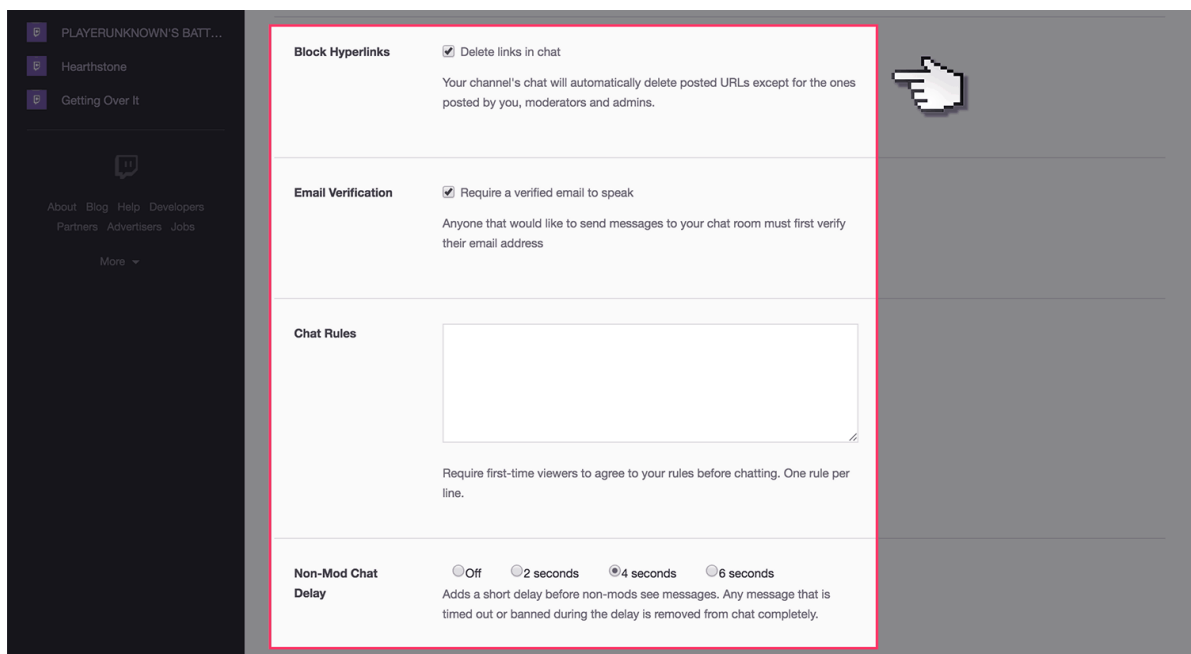 PLAYERUNKNOWN'S BATT...
Hearthstone
Getting Over It
About Blog Help Developers
Partners Advertisers Jobs
More
Block Hyperlinks
Delete links in chat
Your channel's chat will automatically delete posted URLs except for the ones
posted by you, moderators and admins.
Email Verification
Require a verified email to speak
Anyone that would like to send messages to your chat room must first verify
their email address
Chat Rules
Require first-time viewers to agree to your rules before chatting. One rule per
line.
Non-Mod Chat
Delay
Off 2 seconds 4 seconds 6 seconds
Adds a short delay before non-mods see messages. Any message that is
timed out or banned during the delay is removed from chat completely.